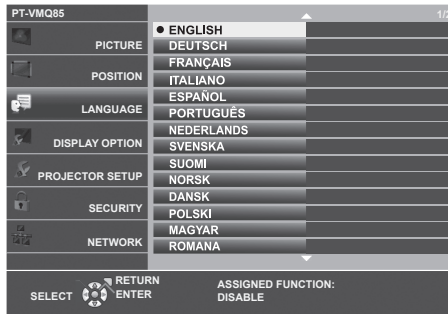 PT-VMQ85
1/2
PICTURE
POSITION
LANGUAGE
DISPLAY OPTION
PROJECTOR SETUP
SECURITY
NETWORK
ENGLISH
DEUTSCH
FRANÇAIS
ITALIANO
ESPAÑOL
PORTUGUÊS
NEDERLANDS
SVENSKA
SUOMI
NORSK
DANSK
POLSKI
MAGYAR
ROMANA
SELECT
RETURN
ENTER
ASSIGNED FUNCTION:
DISABLE